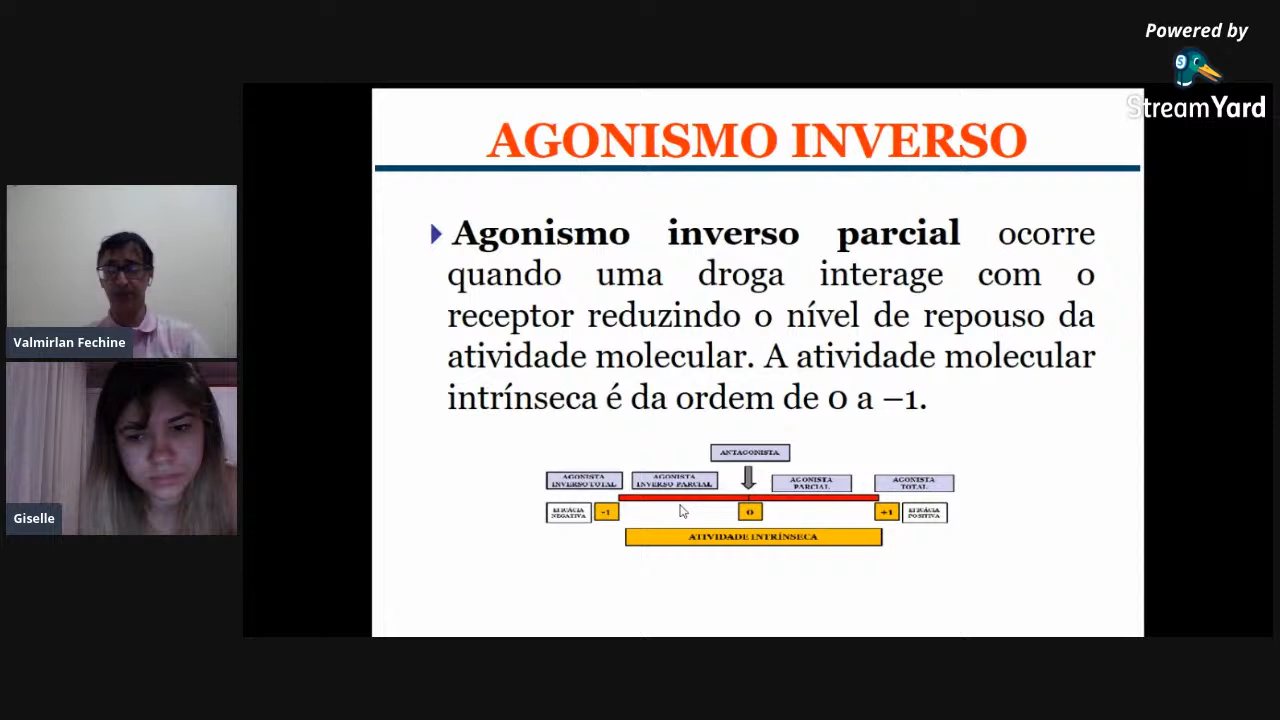 Powered by
StreamYard
AGONISMO INVERSO
Agonismo inverso parcial ocorre
quando uma droga interage com o
receptor reduzindo o nível de repouso da
atividade molecular. A atividade molecular
intrínseca é da ordem de 0 a –1.
ANTAGONISTA
AGONISTA
INVERSO TOTAL
AGONISTA
INVERSO PARCIAL
AGONISTA
PARCIAL
AGONISTA
TOTAL
EFICÁCIA
NEGATIVA
-1
0
+1
EFICÁCIA
POSITIVA
ATIVIDADE INTRÍNSECA
Valmirlan Fechine
Giselle